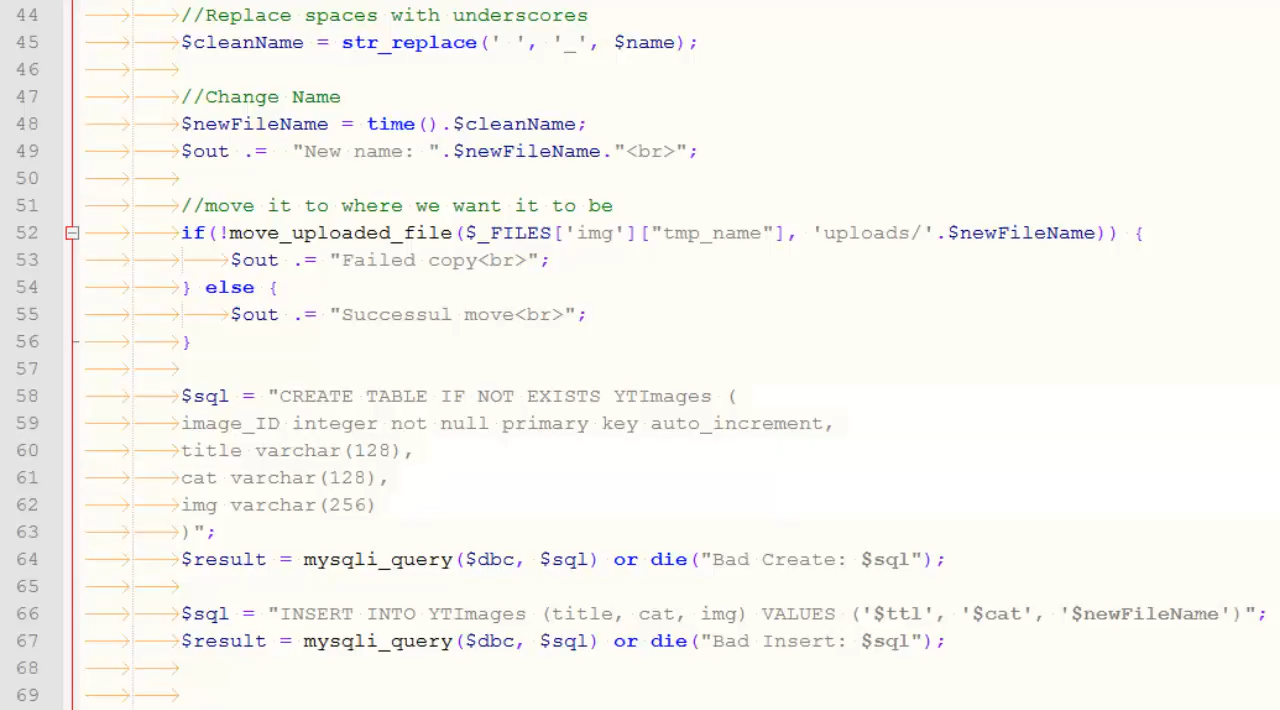 44 //Replace spaces with underscores
45 $cleanName = str_replace(' ', '_', $name);
46
47 //Change Name
48 $newFileName = time().$cleanName;
49 $out .=  "New name: ".$newFileName."<br>";
50
51 //move it to where we want it to be
52 if(!move_uploaded_file($_FILES['img']["tmp_name"], 'uploads/'.$newFileName)) {
53 $out .= "Failed copy<br>";
54 } else {
55 $out .= "Successul move<br>";
56 }
57
58 $sql = "CREATE TABLE IF NOT EXISTS YTImages (
59 image_ID integer not null primary key auto_increment,
60 title varchar(128),
61 cat varchar(128),
62 img varchar(256)
63 )";
64 $result = mysqli_query($dbc, $sql) or die("Bad Create: $sql");
65
66 $sql = "INSERT INTO YTImages (title, cat, img) VALUES ('$ttl', '$cat', '$newFileName')";
67 $result = mysqli_query($dbc, $sql) or die("Bad Insert: $sql");
68
69